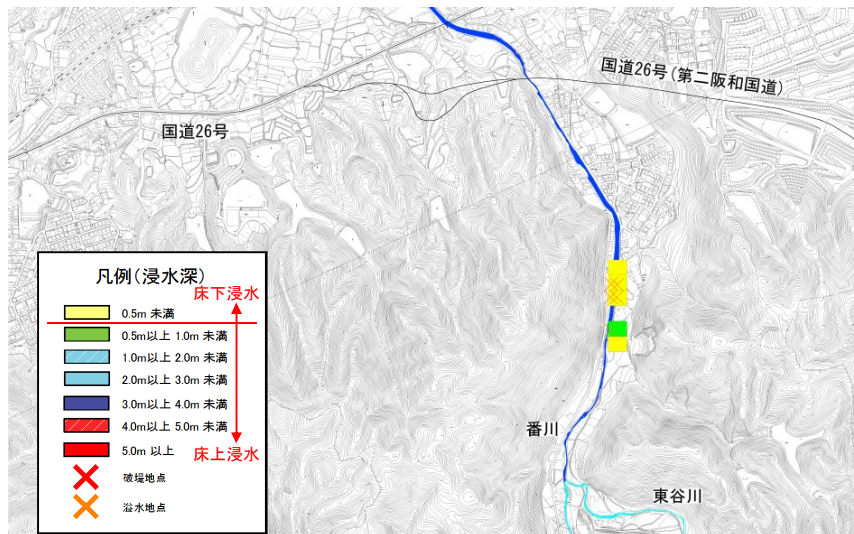 国道26号(第二阪和国道)
国道26号
凡例(浸水深)
床下浸水
0.5m 未満
0.5m以上 1.0m 未満
1.0m以上 2.0m 未満
2.0m以上 3.0m 未満
3.0m以上 4.0m 未満
4.0m以上 5.0m 未満
5.0m 以上
床上浸水
破堤地点
溢水地点
番川
東谷川